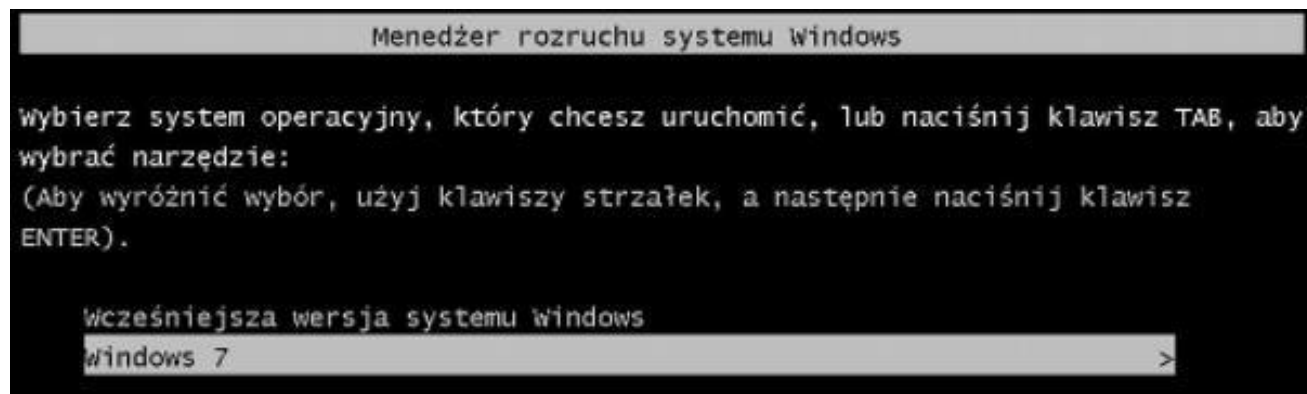 Menedżer rozruchu systemu Windows
Wybierz system operacyjny, który chcesz uruchomić, lub naciśnij klawisz TAB, aby
wybrać narzędzie:
(Aby wyróżnić wybór, użyj klawiszy strzałek, a następnie naciśnij klawisz
ENTER).
Wcześniejsza wersja systemu Windows
Windows 7 >